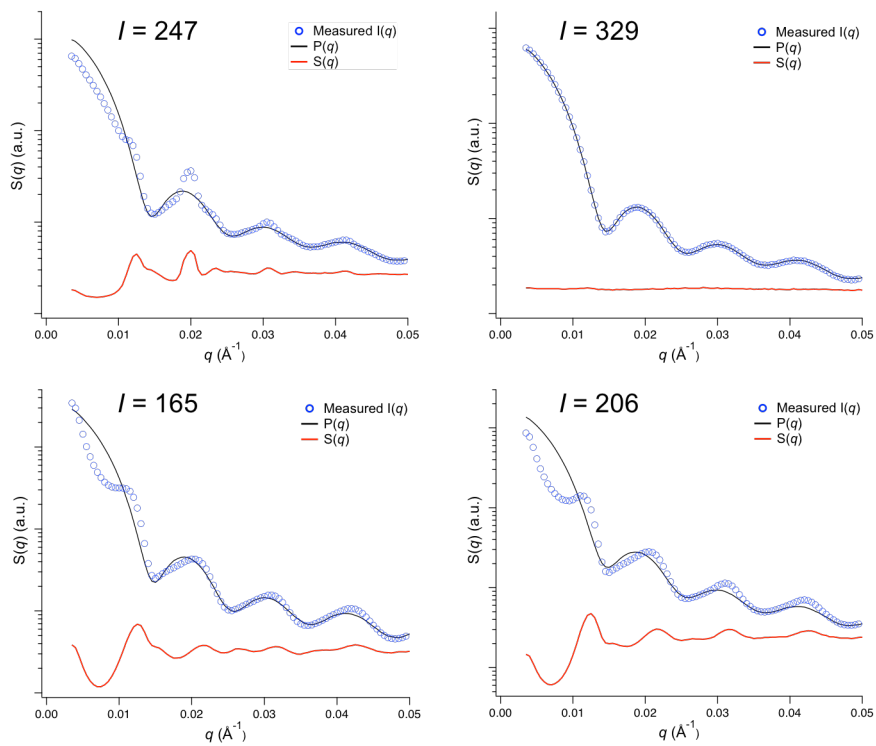 l = 247
Measured I(q)
P(q)
S(q)
S(q) (a.u.)
0.00 0.01 0.02 0.03 0.04 0.05
q (Å⁻¹)
l = 329
Measured I(q)
P(q)
S(q)
S(q) (a.u.)
0.00 0.01 0.02 0.03 0.04 0.05
q (Å⁻¹)
l = 165
Measured I(q)
P(q)
S(q)
S(q) (a.u.)
0.00 0.01 0.02 0.03 0.04 0.05
q (Å⁻¹)
l = 206
Measured I(q)
P(q)
S(q)
S(q) (a.u.)
0.00 0.01 0.02 0.03 0.04 0.05
q (Å⁻¹)